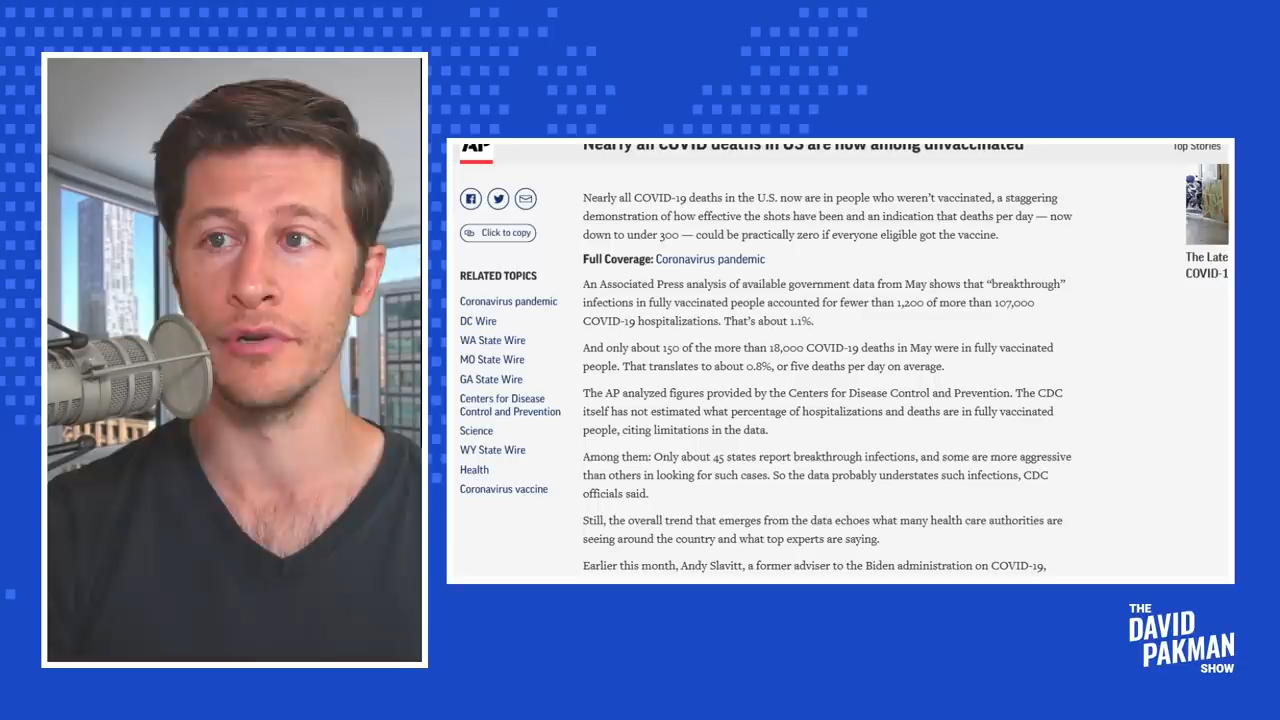 AP
Nearly all COVID deaths in US are now among unvaccinated
Top Stories
Nearly all COVID-19 deaths in the U.S. now are in people who weren't vaccinated, a staggering
demonstration of how effective the shots have been and an indication that deaths per day — now
down to under 300 — could be practically zero if everyone eligible got the vaccine.
Click to copy
Full Coverage: Coronavirus pandemic
The Late
COVID-1
RELATED TOPICS
Coronavirus pandemic
DC Wire
WA State Wire
MO State Wire
GA State Wire
Centers for Disease
Control and Prevention
Science
WY State Wire
Health
Coronavirus vaccine
An Associated Press analysis of available government data from May shows that “breakthrough”
infections in fully vaccinated people accounted for fewer than 1,200 of more than 107,000
COVID-19 hospitalizations. That's about 1.1%.
And only about 150 of the more than 18,000 COVID-19 deaths in May were in fully vaccinated
people. That translates to about 0.8%, or five deaths per day on average.
The AP analyzed figures provided by the Centers for Disease Control and Prevention. The CDC
itself has not estimated what percentage of hospitalizations and deaths are in fully vaccinated
people, citing limitations in the data.
Among them: Only about 45 states report breakthrough infections, and some are more aggressive
than others in looking for such cases. So the data probably understates such infections, CDC
officials said.
Still, the overall trend that emerges from the data echoes what many health care authorities are
seeing around the country and what top experts are saying.
Earlier this month, Andy Slavitt, a former adviser to the Biden administration on COVID-19,
THE
DAVID
PAKMAN
SHOW